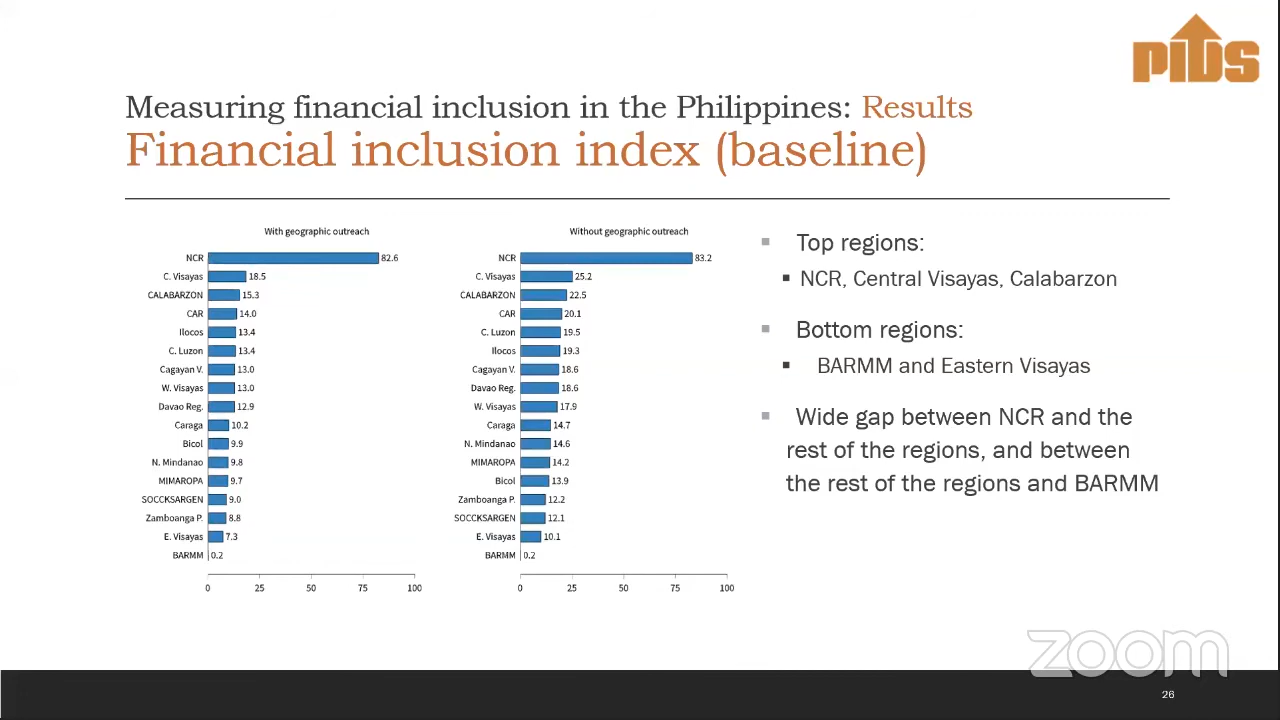 PIDS
Measuring financial inclusion in the Philippines: Results
Financial inclusion index (baseline)
With geographic outreach
NCR 82.6
C. Visayas 18.5
CALABARZON 15.3
CAR 14.0
Ilocos 13.4
C. Luzon 13.4
Cagayan V. 13.0
W. Visayas 13.0
Davao Reg. 12.9
Caraga 10.2
Bicol 9.9
N. Mindanao 9.8
MIMAROPA 9.7
SOCCKSARGEN 9.0
Zamboanga P. 8.8
E. Visayas 7.3
BARMM 0.2
0 25 50 75 100
Without geographic outreach
NCR 83.2
C. Visayas 25.2
CALABARZON 22.5
CAR 20.1
C. Luzon 19.5
Ilocos 19.3
Cagayan V. 18.6
Davao Reg. 18.6
W. Visayas 17.9
Caraga 14.7
N. Mindanao 14.6
MIMAROPA 14.2
Bicol 13.9
Zamboanga P. 12.2
SOCCKSARGEN 12.1
E. Visayas 10.1
BARMM 0.2
0 25 50 75 100
Top regions:
NCR, Central Visayas, Calabarzon
Bottom regions:
BARMM and Eastern Visayas
Wide gap between NCR and the
rest of the regions, and between
the rest of the regions and BARMM
zoom
26